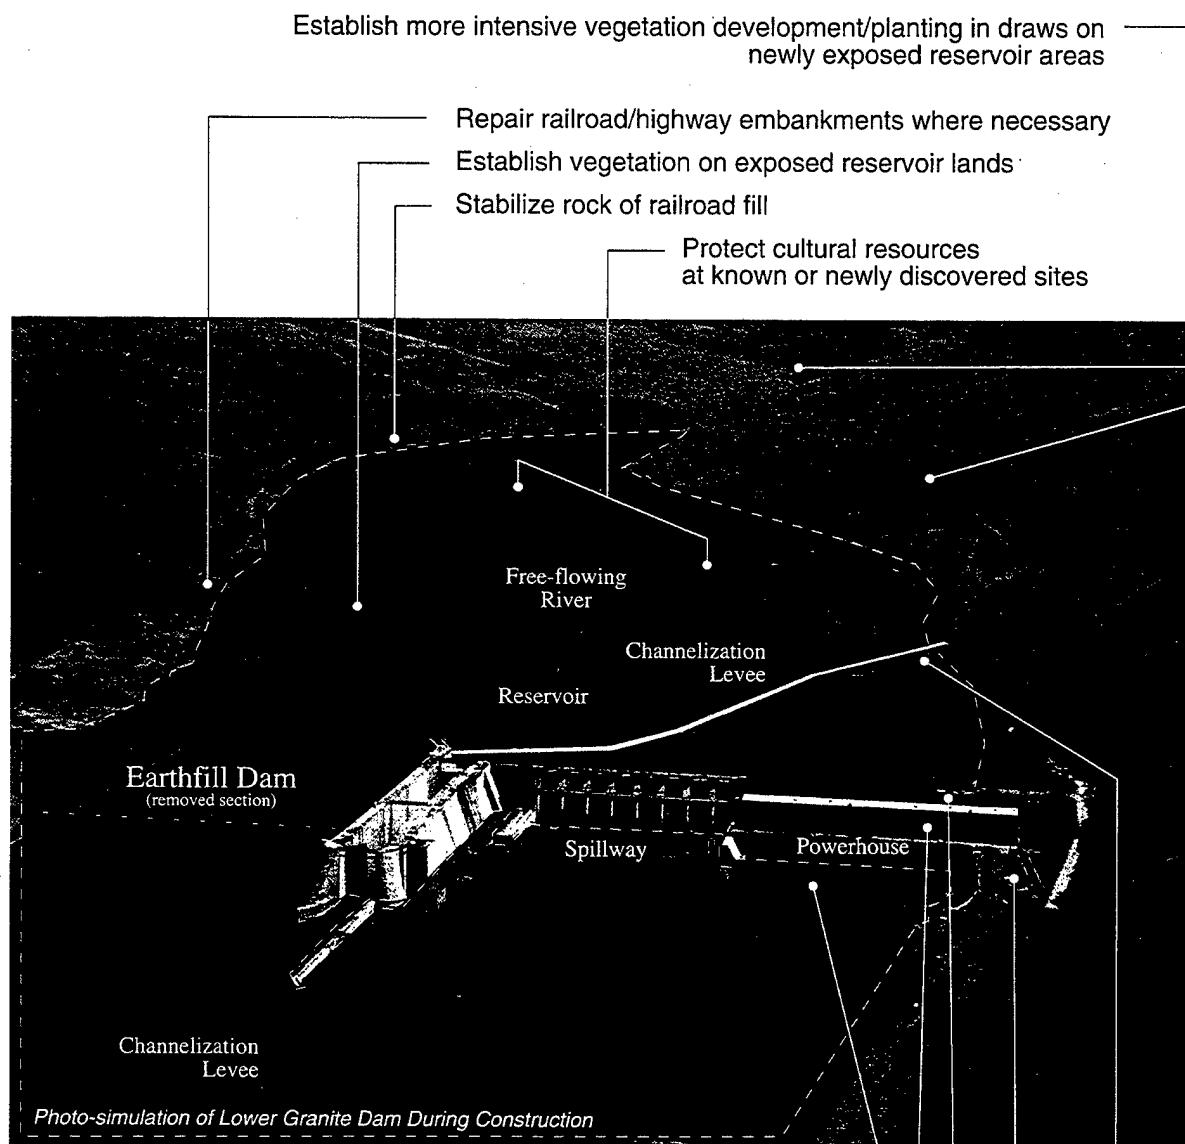 Establish more intensive vegetation development/planting in draws on
newly exposed reservoir areas
Repair railroad/highway embankments where necessary
Establish vegetation on exposed reservoir lands
Stabilize rock of railroad fill
Protect cultural resources
at known or newly discovered sites
Free-flowing
River
Channelization
Levee
Reservoir
Earthfill Dam
(removed section)
Spillway
Powerhouse
Channelization
Levee
Photo-simulation of Lower Granite Dam During Construction